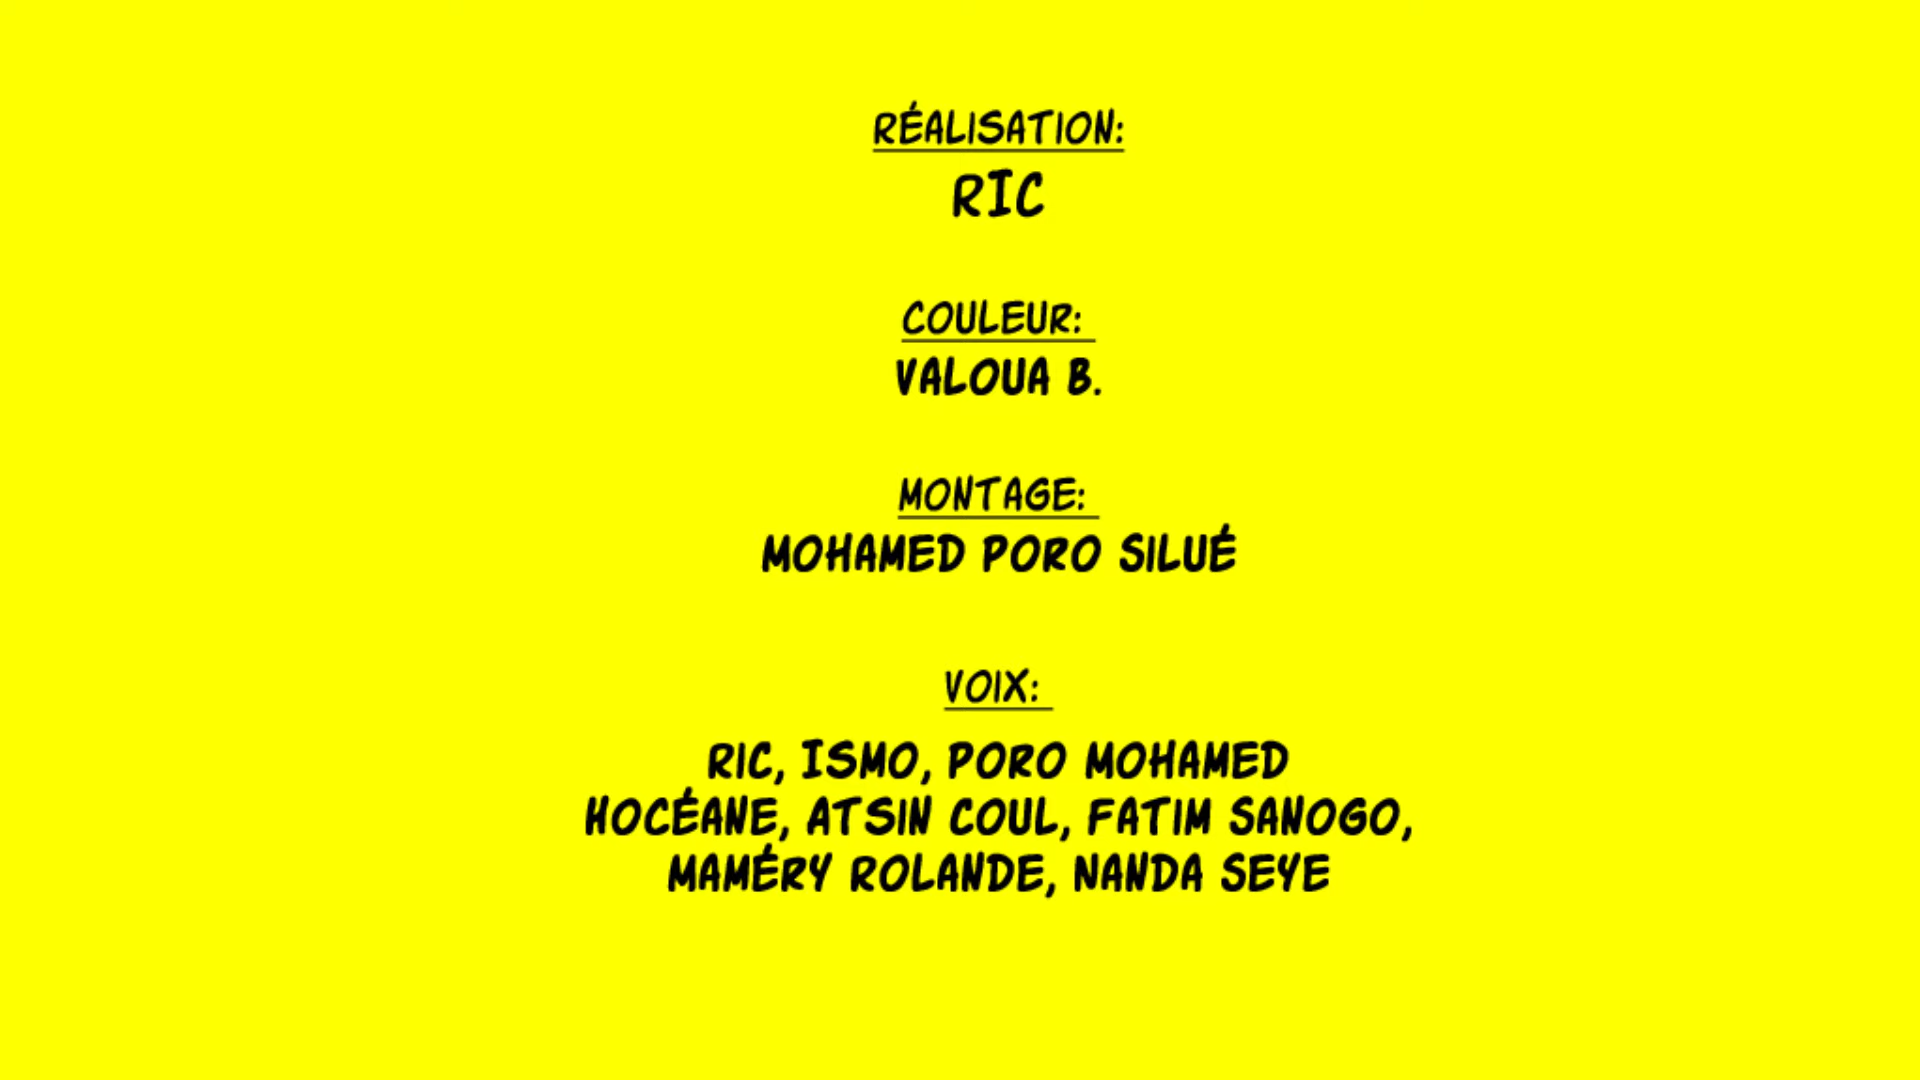 RÉALISATION:
RIC
COULEUR:
VALOUA B.
MONTAGE:
MOHAMED PORO SILUÉ
VOIX:
RIC, ISMO, PORO MOHAMED
HOCÉANE, ATSIN COUL, FATIM SANOGO,
MAMÉRY ROLANDE, NANDA SEYE